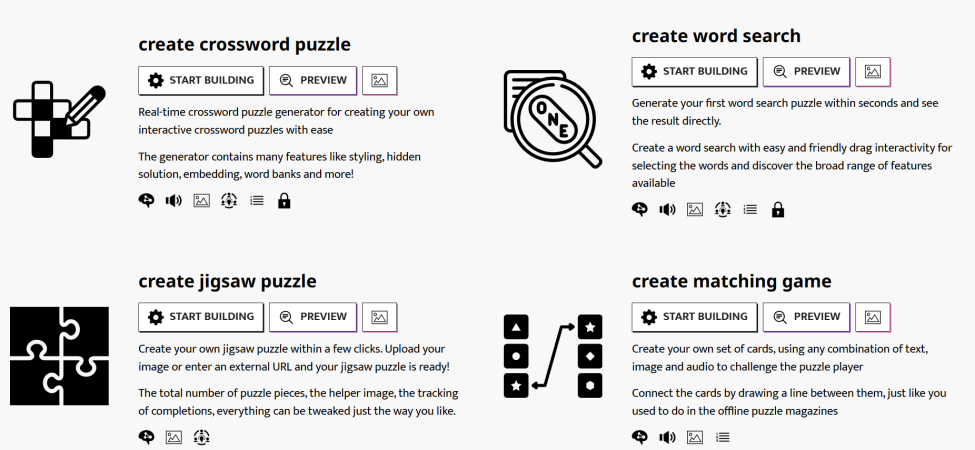 create crossword puzzle
START BUILDING
PREVIEW
Real-time crossword puzzle generator for creating your own
interactive crossword puzzles with ease
The generator contains many features like styling, hidden
solution, embedding, word banks and more!
create word search
START BUILDING
PREVIEW
Generate your first word search puzzle within seconds and see
the result directly.
Create a word search with easy and friendly drag interactivity for
selecting the words and discover the broad range of features
available
ONE
create jigsaw puzzle
START BUILDING
PREVIEW
Create your own jigsaw puzzle within a few clicks. Upload your
image or enter an external URL and your jigsaw puzzle is ready!
The total number of puzzle pieces, the helper image, the tracking
of completions, everything can be tweaked just the way you like.
create matching game
START BUILDING
PREVIEW
Create your own set of cards, using any combination of text,
image and audio to challenge the puzzle player
Connect the cards by drawing a line between them, just like you
used to do in the offline puzzle magazines